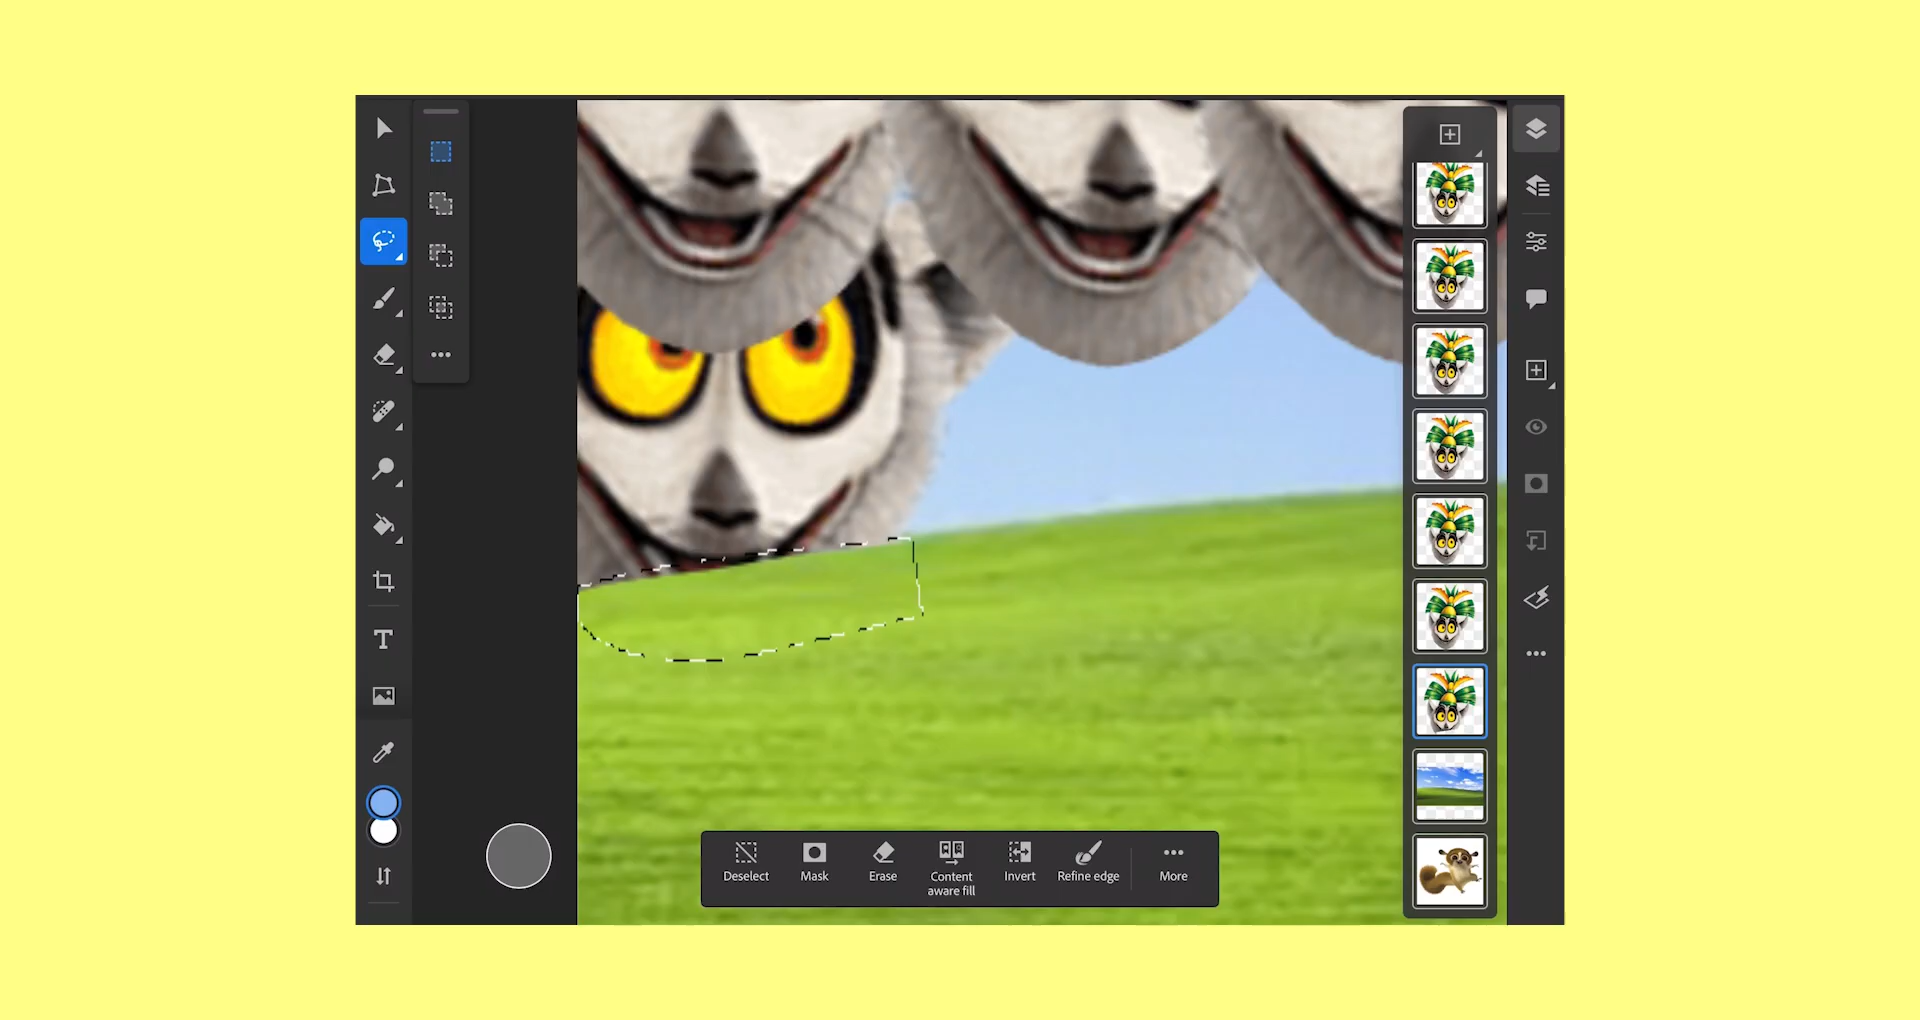 Deselect
Mask
Erase
Content
aware fill
Invert
Refine edge
More